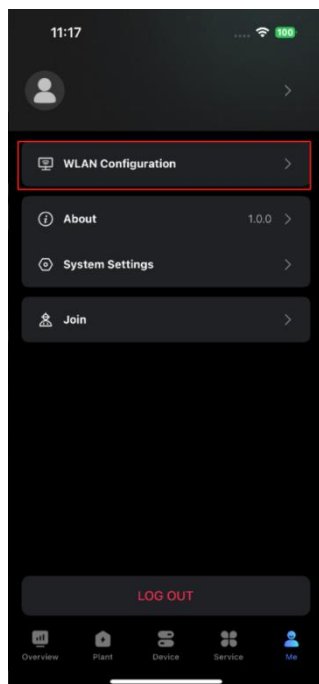 11:17
100
WLAN Configuration
About 1.0.0
System Settings
Join
LOG OUT
Overview Plant Device Service Me